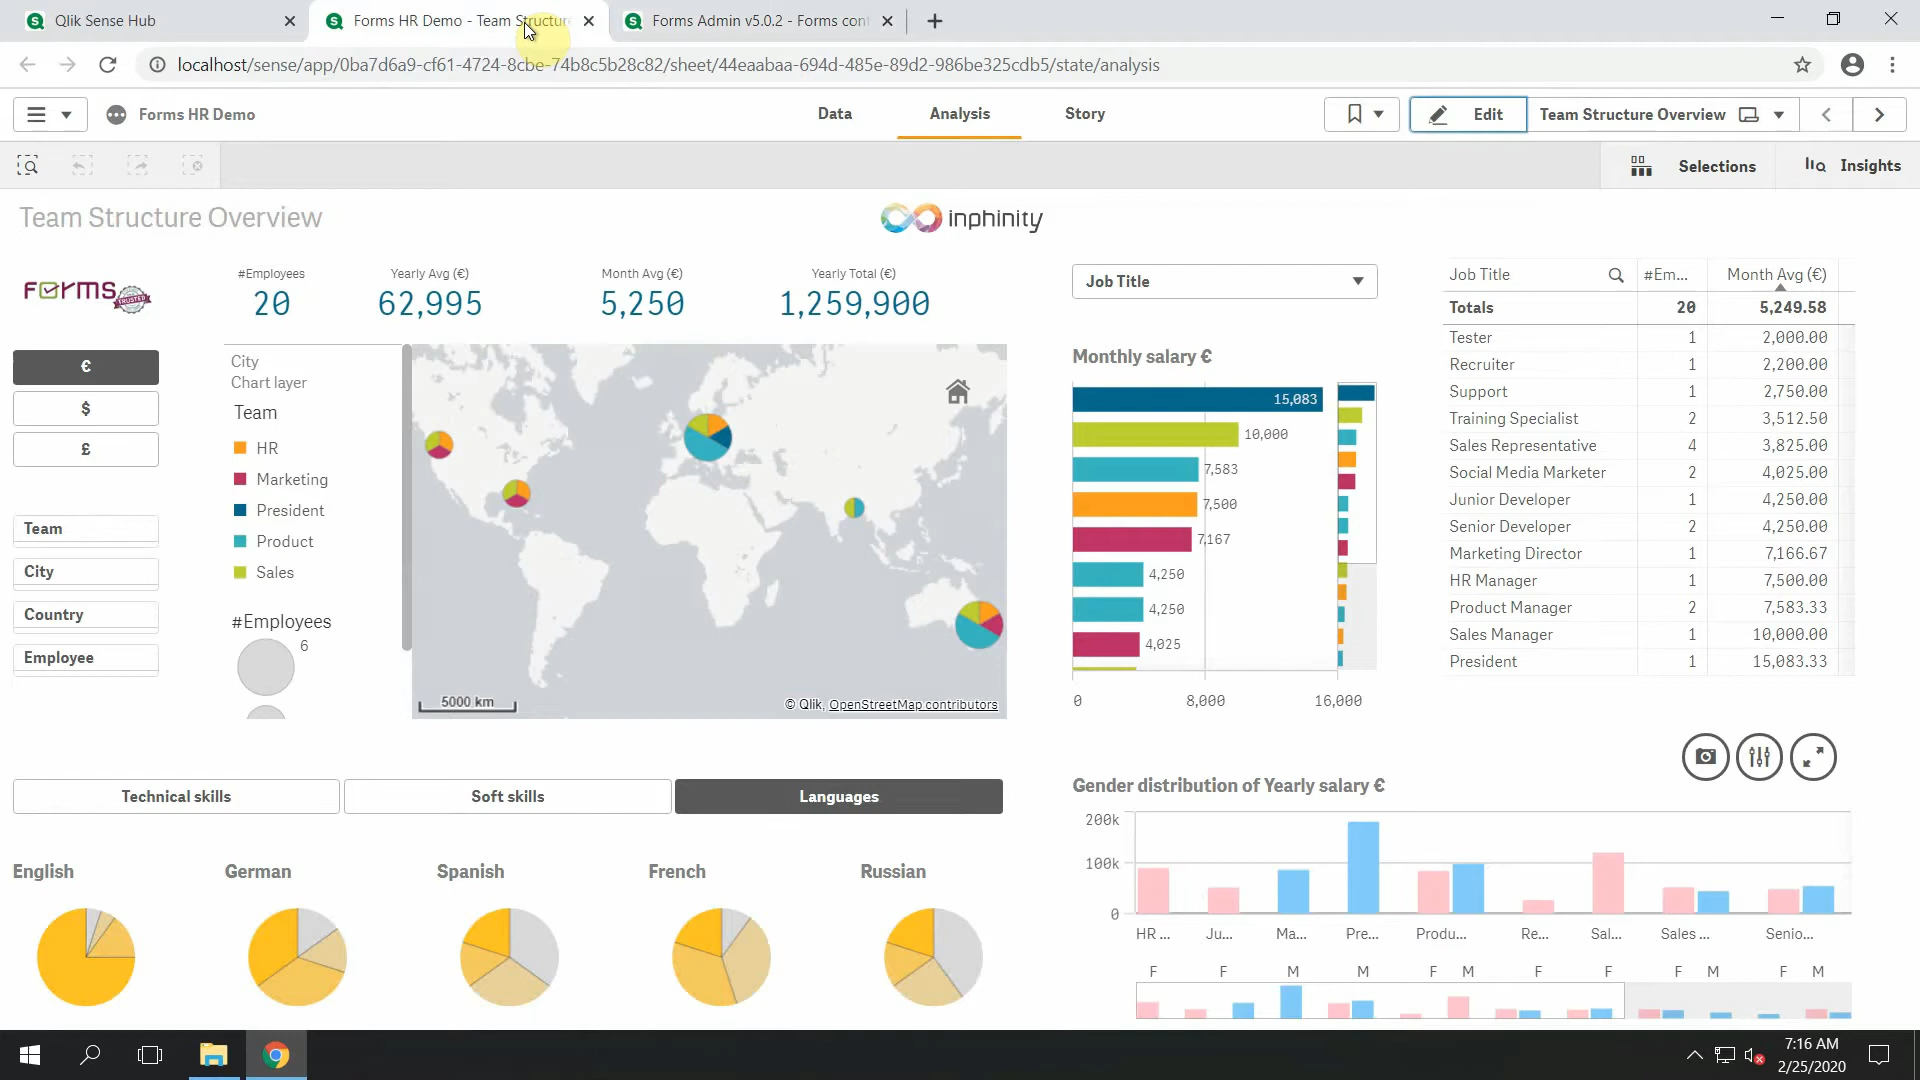 Qlik Sense Hub
Forms HR Demo - Team Structure
Forms Admin v5.0.2 - Forms con
localhost/sense/app/0ba7d6a9-cf61-4724-8cbe-74b8c5b28c82/sheet/44eaabaa-694d-485e-89d2-986be325cdb5/state/analysis
Forms HR Demo
Data
Analysis
Story
Edit
Team Structure Overview
Selections
Insights
Team Structure Overview
inphinity
FORMS
TRUSTED
#Employees
20
Yearly Avg (€)
62,995
Month Avg (€)
5,250
Yearly Total (€)
1,259,900
€
$
£
Team
City
Country
Employee
City
Chart layer
Team
HR
Marketing
President
Product
Sales
#Employees
6
5000 km
© Qlik, OpenStreetMap contributors
Job Title
Monthly salary €
15,083
10,000
7,583
7,500
7,167
4,250
4,250
4,025
0 8,000 16,000
Job Title #Em... Month Avg (€)
Totals 20 5,249.58
Tester 1 2,000.00
Recruiter 1 2,200.00
Support 1 2,750.00
Training Specialist 2 3,512.50
Sales Representative 4 3,825.00
Social Media Marketer 2 4,025.00
Junior Developer 1 4,250.00
Senior Developer 2 4,250.00
Marketing Director 1 7,166.67
HR Manager 1 7,500.00
Product Manager 2 7,583.33
Sales Manager 1 10,000.00
President 1 15,083.33
Technical skills
Soft skills
Languages
English
German
Spanish
French
Russian
Gender distribution of Yearly salary €
200k
100k
0
HR ... Ju... Ma... Pre... Produ... Re... Sal... Sales ... Senio...
F F M M F M F F F M F M
7:16 AM
2/25/2020